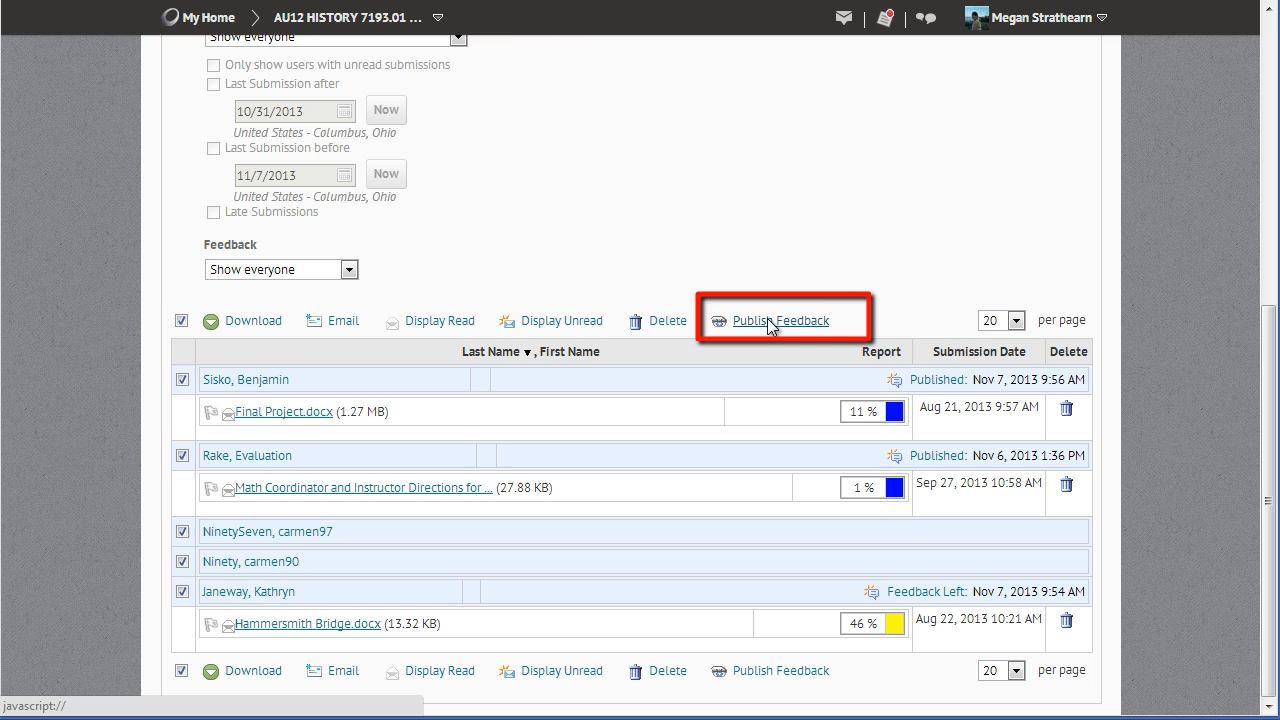 My Home AU12 HISTORY 7193.01 ... Megan Strathearn
Show everyone
Only show users with unread submissions
Last Submission after
10/31/2013 Now
United States - Columbus, Ohio
Last Submission before
11/7/2013 Now
United States - Columbus, Ohio
Late Submissions
Feedback
Show everyone
Download Email Display Read Display Unread Delete Publish Feedback 20 per page
Last Name , First Name Report Submission Date Delete
Sisko, Benjamin Published: Nov 7, 2013 9:56 AM
Final Project.docx (1.27 MB) 11 % Aug 21, 2013 9:57 AM
Rake, Evaluation Published: Nov 6, 2013 1:36 PM
Math Coordinator and Instructor Directions for ... (27.88 KB) 1 % Sep 27, 2013 10:58 AM
NinetySeven, carmen97
Ninety, carmen90
Janeway, Kathryn Feedback Left: Nov 7, 2013 9:54 AM
Hammersmith Bridge.docx (13.32 KB) 46 % Aug 22, 2013 10:21 AM
Download Email Display Read Display Unread Delete Publish Feedback 20 per page
javascript://